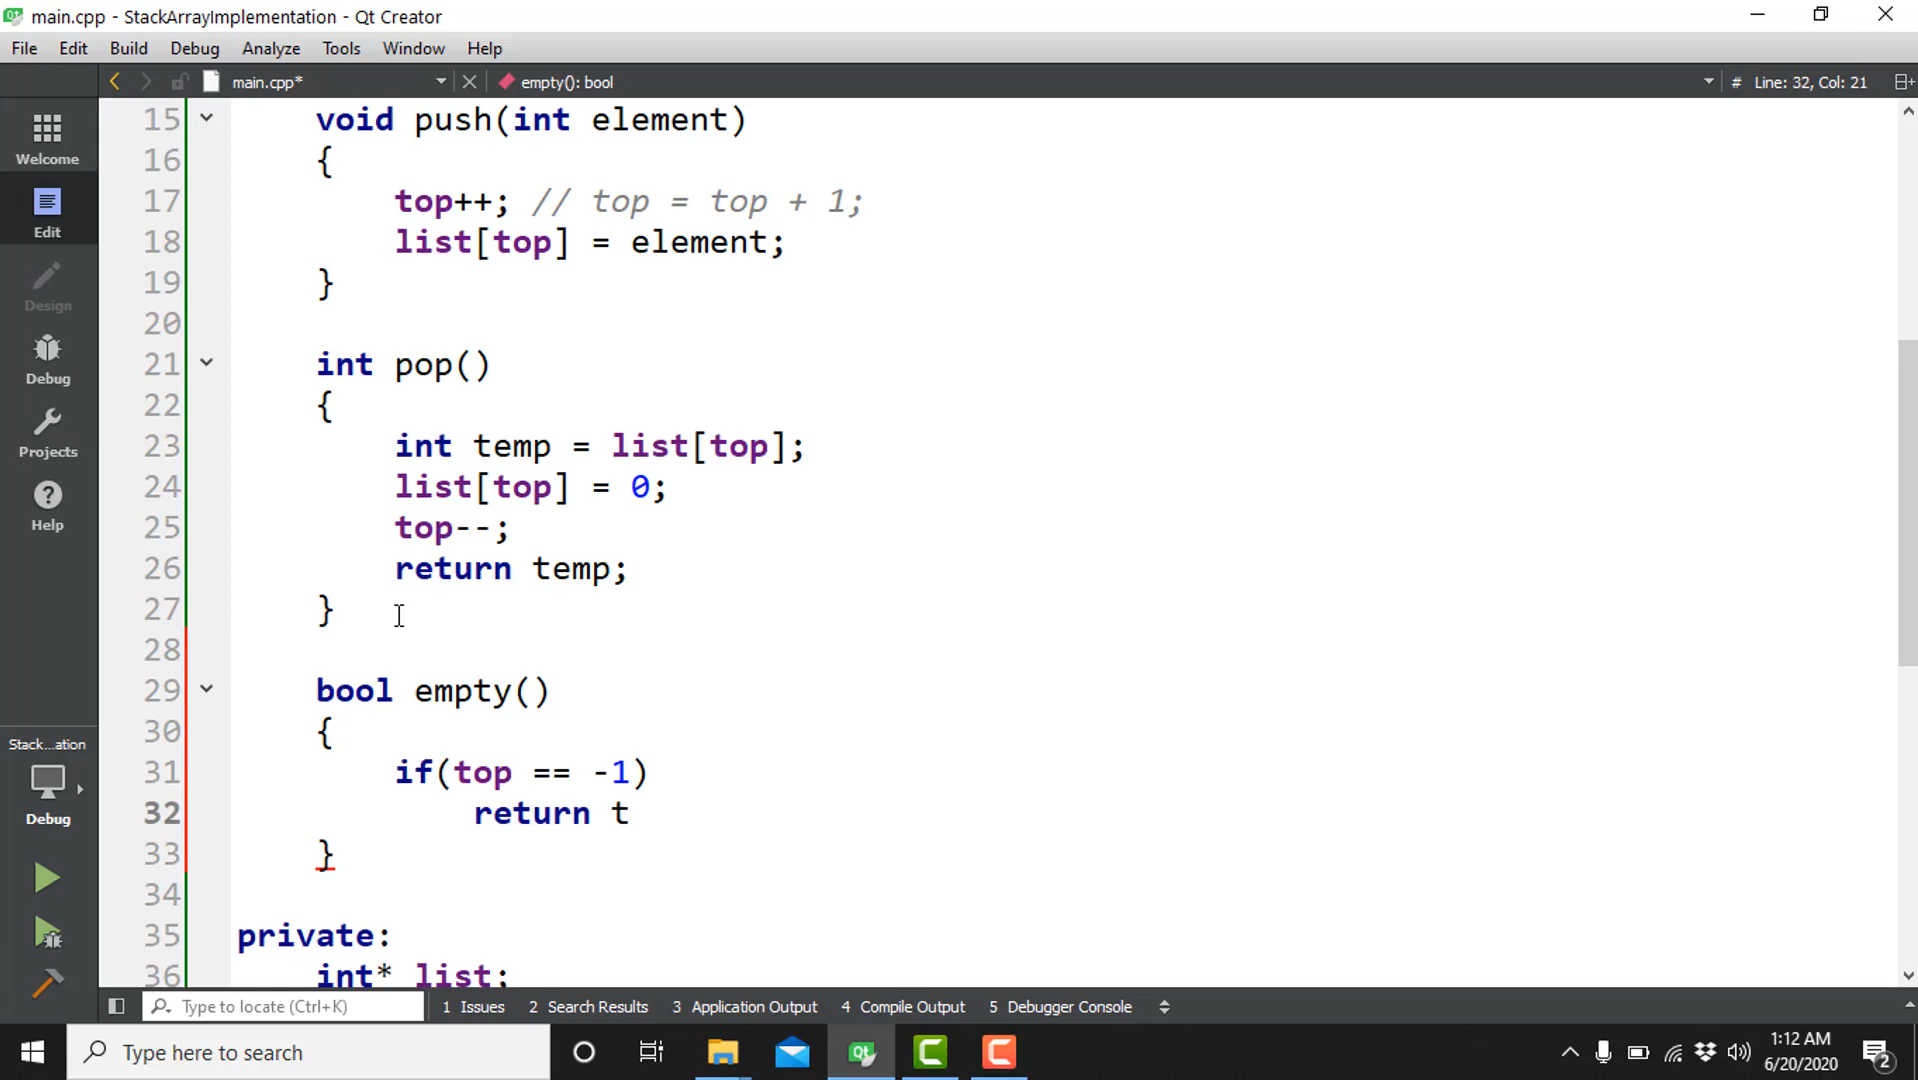 main.cpp - StackArrayImplementation - Qt Creator
File Edit Build Debug Analyze Tools Window Help
main.cpp* empty(): bool # Line: 32, Col: 21
15 void push(int element)
16 {
17 top++; // top = top + 1;
18 list[top] = element;
19 }
20
21 int pop()
22 {
23 int temp = list[top];
24 list[top] = 0;
25 top--;
26 return temp;
27 }
28
29 bool empty()
30 {
31 if(top == -1)
32 return t
33 }
34
35 private:
36 int* list;
Welcome
Edit
Design
Debug
Projects
Help
Stack...ation
Debug
Type to locate (Ctrl+K) 1 Issues 2 Search Results 3 Application Output 4 Compile Output 5 Debugger Console
Type here to search
1:12 AM
6/20/2020
2